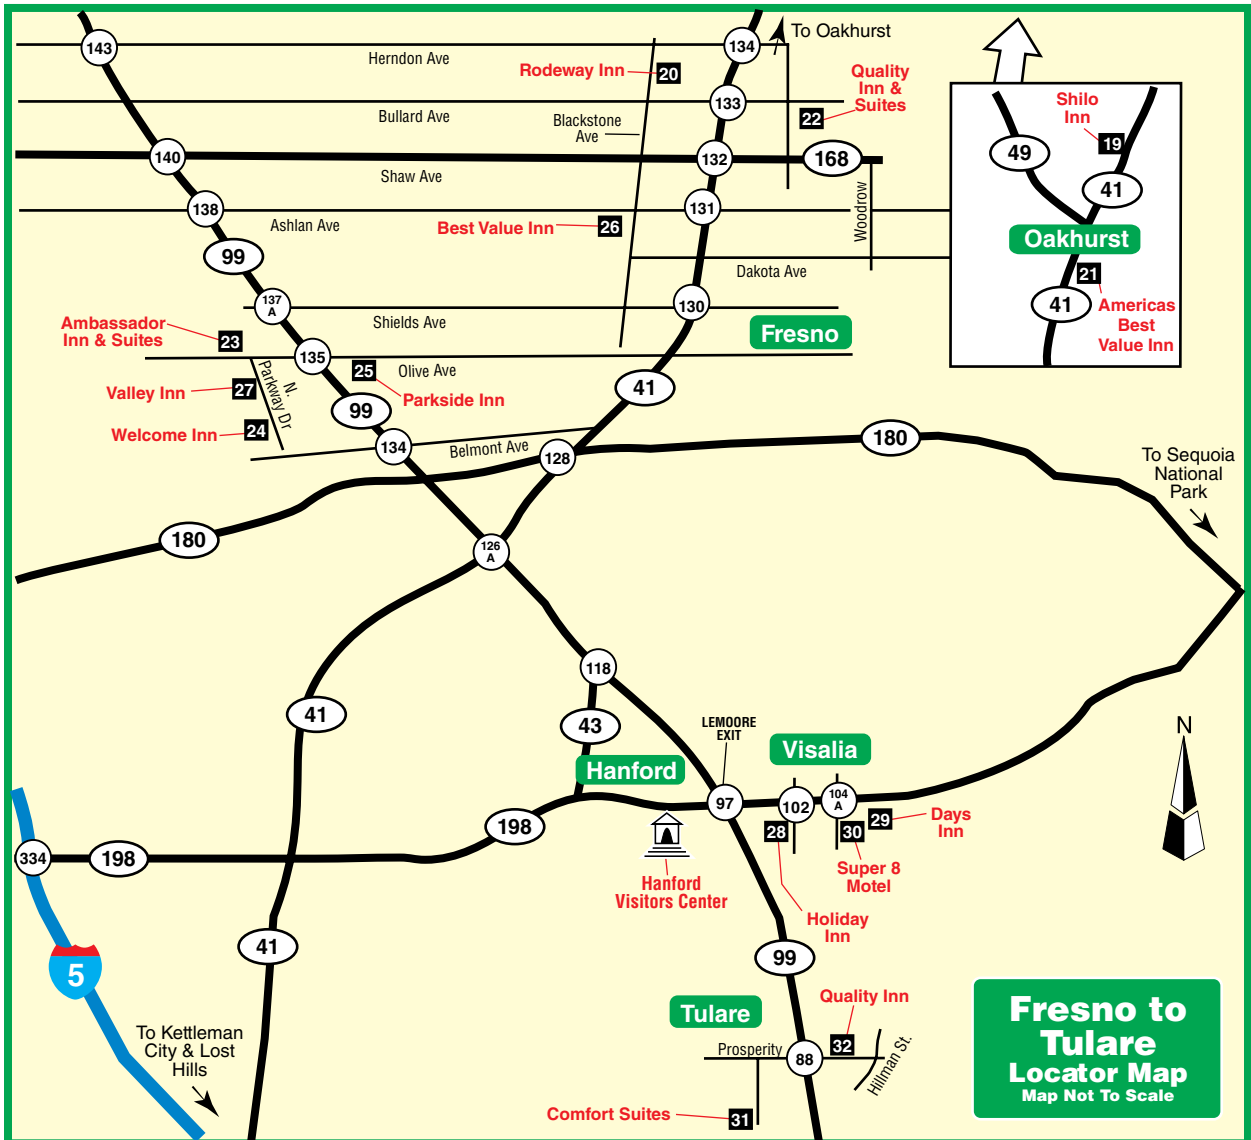 143
Herndon Ave
134
To Oakhurst
Rodeway Inn
20
Quality
Inn &
Suites
22
Bullard Ave
133
Blackstone
Ave
140
132
168
Shaw Ave
138
131
Ashlan Ave
Best Value Inn
26
Woodrow
99
Dakota Ave
137
A
130
Shields Ave
Fresno
Ambassador
Inn & Suites
23
135
Olive Ave
25
Parkside Inn
N.
Parkway Dr
Valley Inn
27
99
41
Welcome Inn
24
134
Belmont Ave
128
180
Shilo
Inn
19
49
41
Oakhurst
21
41
Americas
Best
Value Inn
To Sequoia
National
Park
180
126
A
118
41
43
LEMOORE
EXIT
Visalia
Hanford
N
97
102
104
A
198
28
30
29
Days
Inn
334
198
Super 8
Motel
Hanford
Visitors Center
Holiday
Inn
41
99
5
Quality Inn
Tulare
32
Prosperity
88
Hillman St.
To Kettleman
City & Lost
Hills
Comfort Suites
31
Fresno to
Tulare
Locator Map
Map Not To Scale